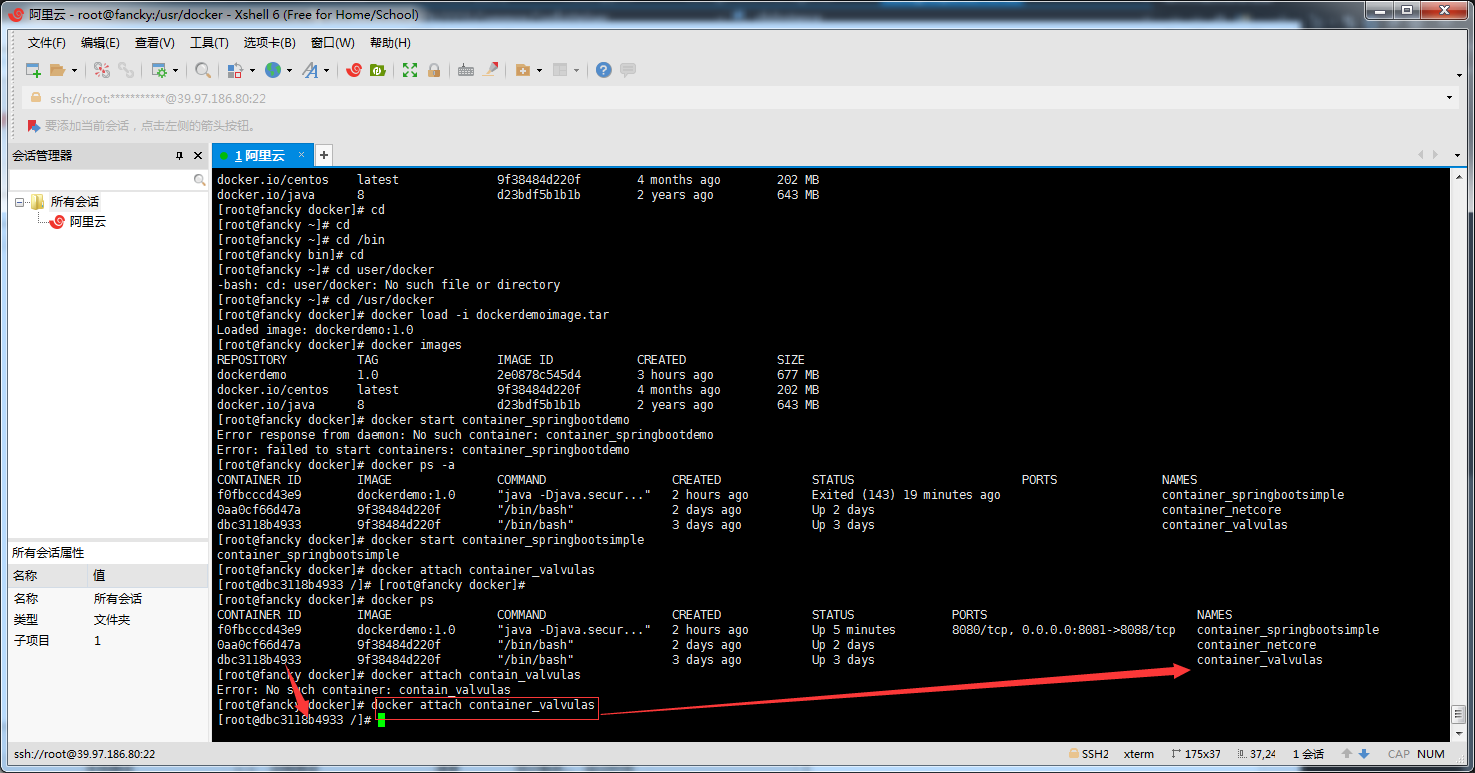 阿里云 - root@fancky:/usr/docker - Xshell 6 (Free for Home/School)
文件(F) 编辑(E) 查看(V) 工具(T) 选项卡(B) 窗口(W) 帮助(H)
ssh://root:***********@39.97.186.80:22
要添加当前会话，点击左侧的箭头按钮。
会话管理器
1 阿里云
所有会话
阿里云
所有会话属性
名称 值
名称 所有会话
类型 文件夹
子项目 1
docker.io/centos latest 9f38484d220f 4 months ago 202 MB
docker.io/java 8 d23bdf5b1b1b 2 years ago 643 MB
[root@fancky docker]# cd
[root@fancky ~]# cd
[root@fancky ~]# cd /bin
[root@fancky bin]# cd
[root@fancky ~]# cd user/docker
-bash: cd: user/docker: No such file or directory
[root@fancky ~]# cd /usr/docker
[root@fancky docker]# docker load -i dockerdemoimage.tar
Loaded image: dockerdemo:1.0
[root@fancky docker]# docker images
REPOSITORY TAG IMAGE ID CREATED SIZE
dockerdemo 1.0 2e0878c545d4 3 hours ago 677 MB
docker.io/centos latest 9f38484d220f 4 months ago 202 MB
docker.io/java 8 d23bdf5b1b1b 2 years ago 643 MB
[root@fancky docker]# docker start container_springbootdemo
Error response from daemon: No such container: container_springbootdemo
Error: failed to start containers: container_springbootdemo
[root@fancky docker]# docker ps -a
CONTAINER ID IMAGE COMMAND CREATED STATUS PORTS NAMES
f0fbcccd43e9 dockerdemo:1.0 "java -Djava.secur..." 2 hours ago Exited (143) 19 minutes ago container_springbootsimple
0aa0cf66d47a 9f38484d220f "/bin/bash" 2 days ago Up 2 days container_netcore
dbc3118b4933 9f38484d220f "/bin/bash" 3 days ago Up 3 days container_valvulas
[root@fancky docker]# docker start container_springbootsimple
container_springbootsimple
[root@fancky docker]# docker attach container_valvulas
[root@dbc3118b4933 /]# [root@fancky docker]#
[root@fancky docker]# docker ps
CONTAINER ID IMAGE COMMAND CREATED STATUS PORTS NAMES
f0fbcccd43e9 dockerdemo:1.0 "java -Djava.secur..." 2 hours ago Up 5 minutes 8080/tcp, 0.0.0.0:8081->8088/tcp container_springbootsimple
0aa0cf66d47a 9f38484d220f "/bin/bash" 2 days ago Up 2 days container_netcore
dbc3118b4933 9f38484d220f "/bin/bash" 3 days ago Up 3 days container_valvulas
[root@fancky docker]# docker attach contain_valvulas
Error: No such container: contain_valvulas
[root@fancky docker]# docker attach container_valvulas
[root@dbc3118b4933 /]#
ssh://root@39.97.186.80:22 SSH2 xterm 175x37 37,24 1 会话 CAP NUM